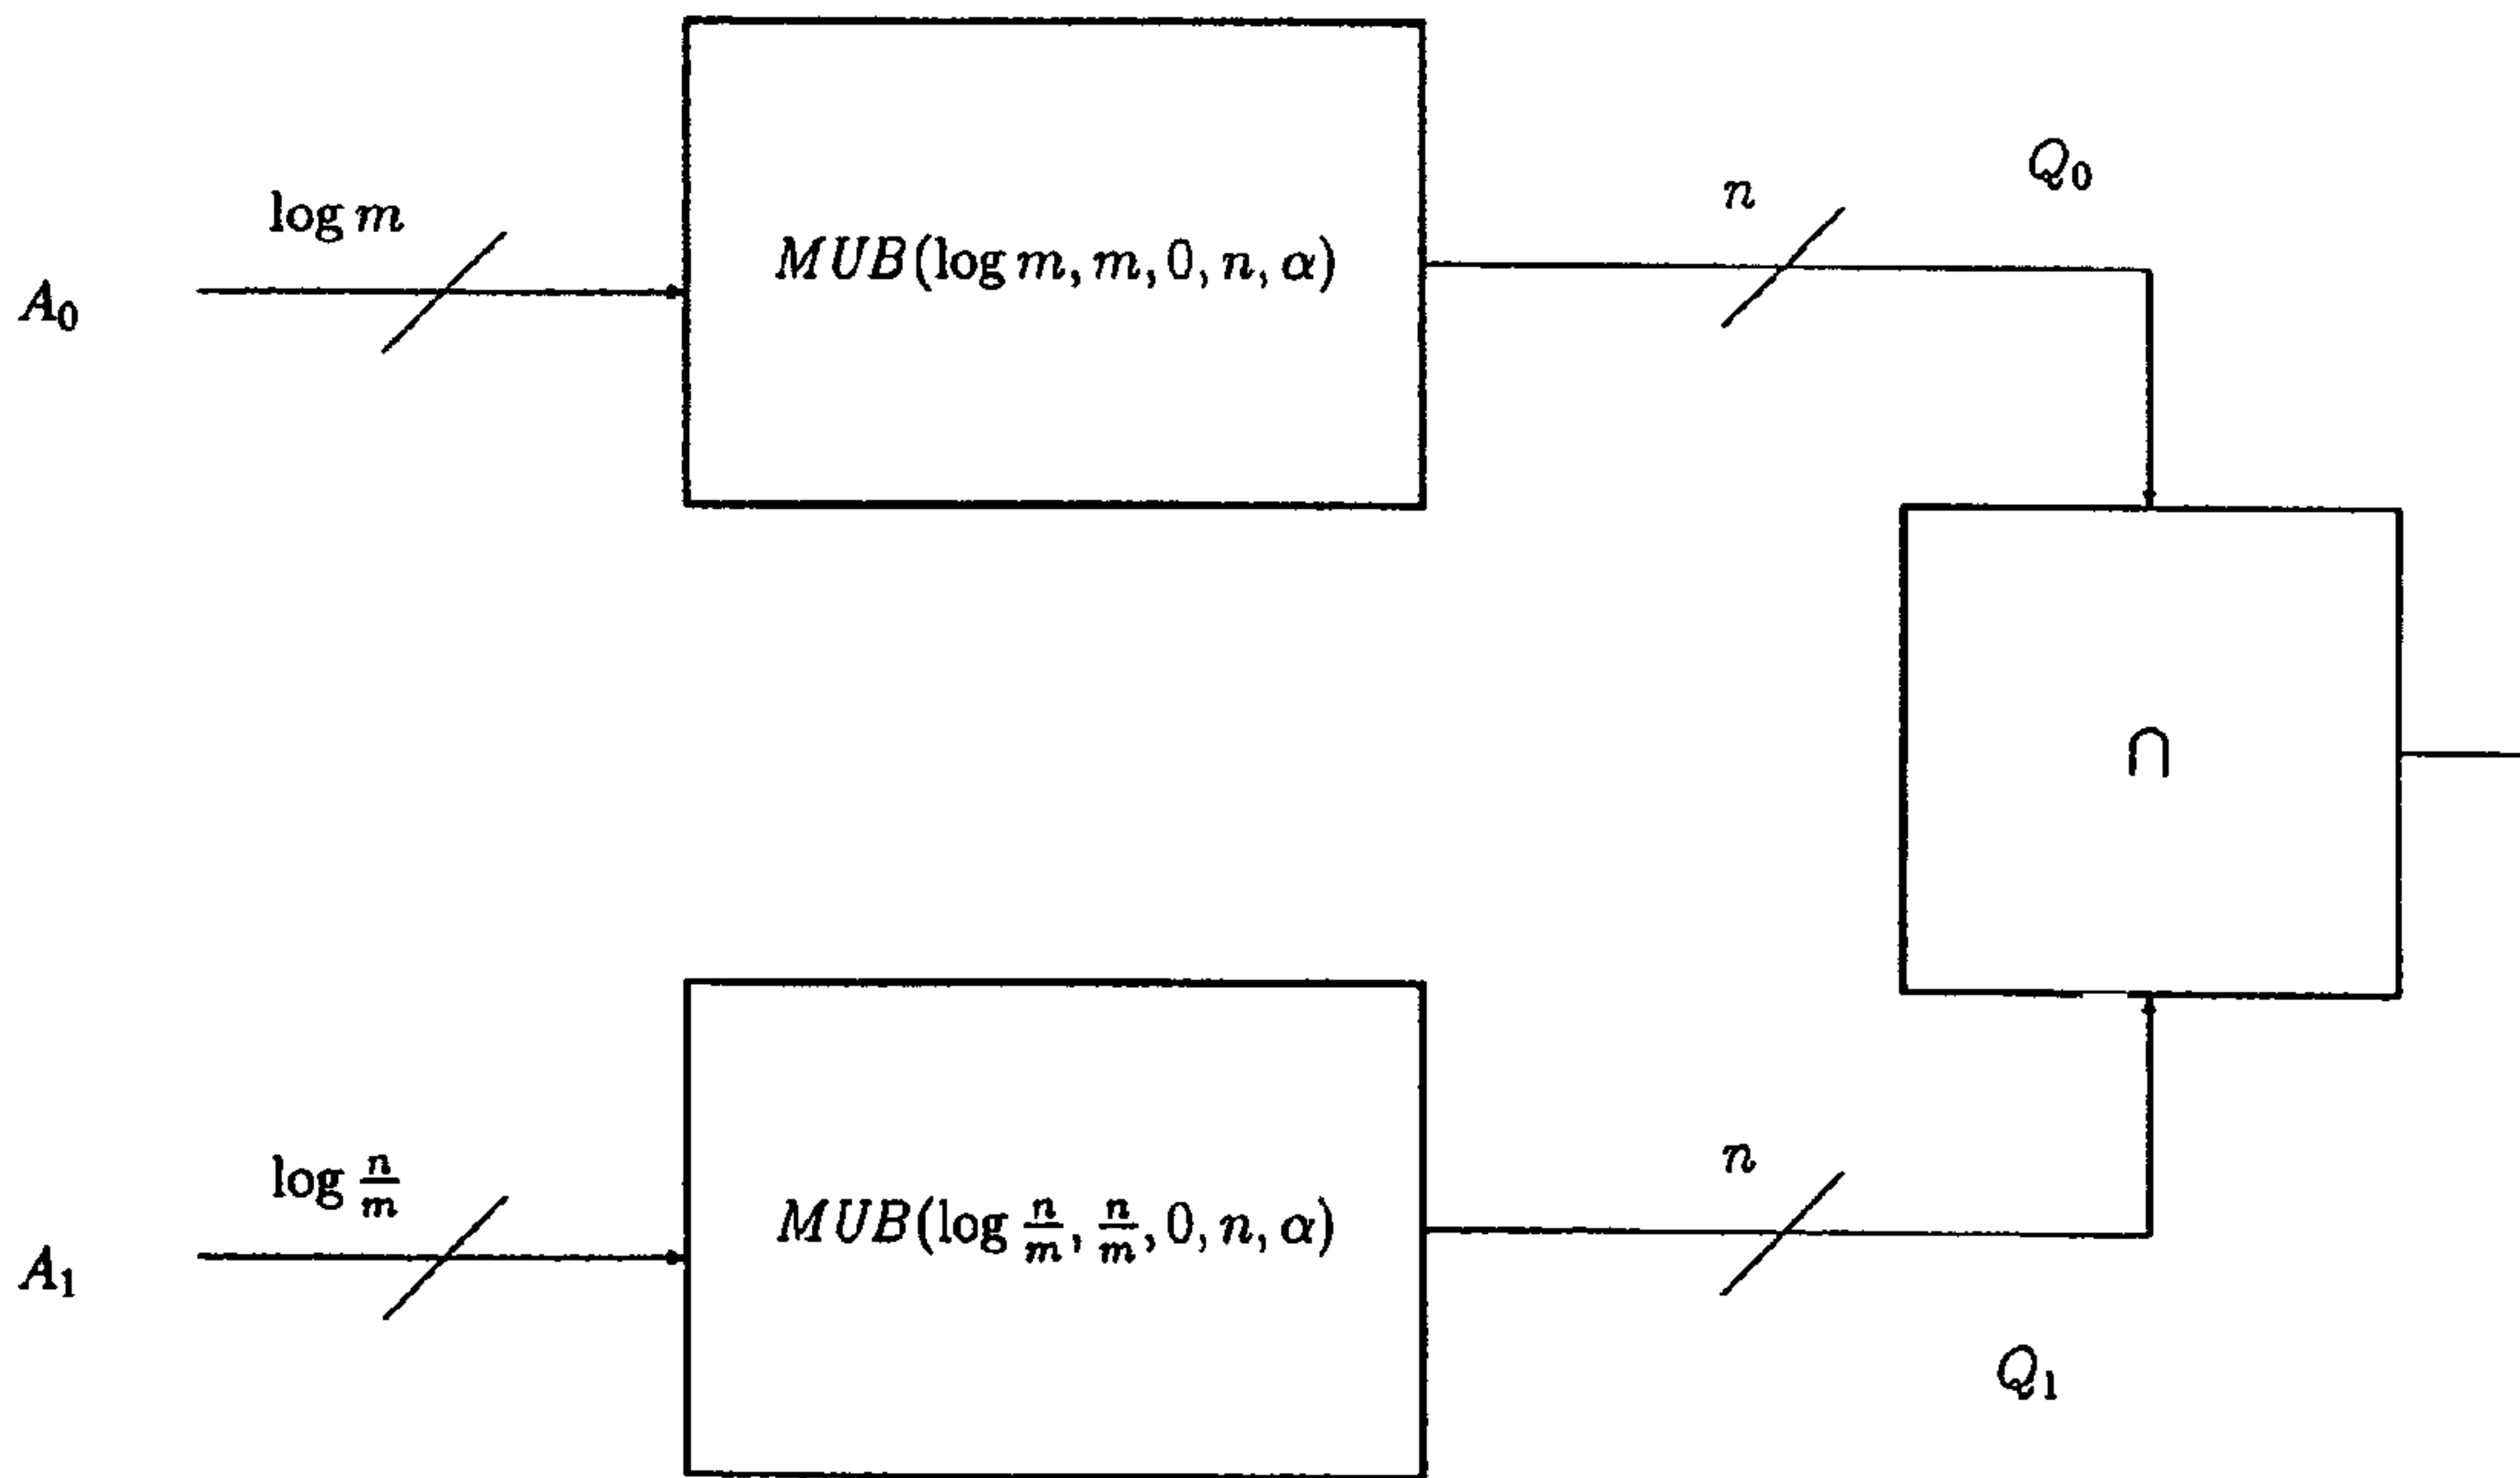 Q₀
n
log m
MUB(log m, m, 0, n, α)
A₀
∩
n
log n/m
MUB(log n/m, n/m, 0, n, α)
A₁
Q₁